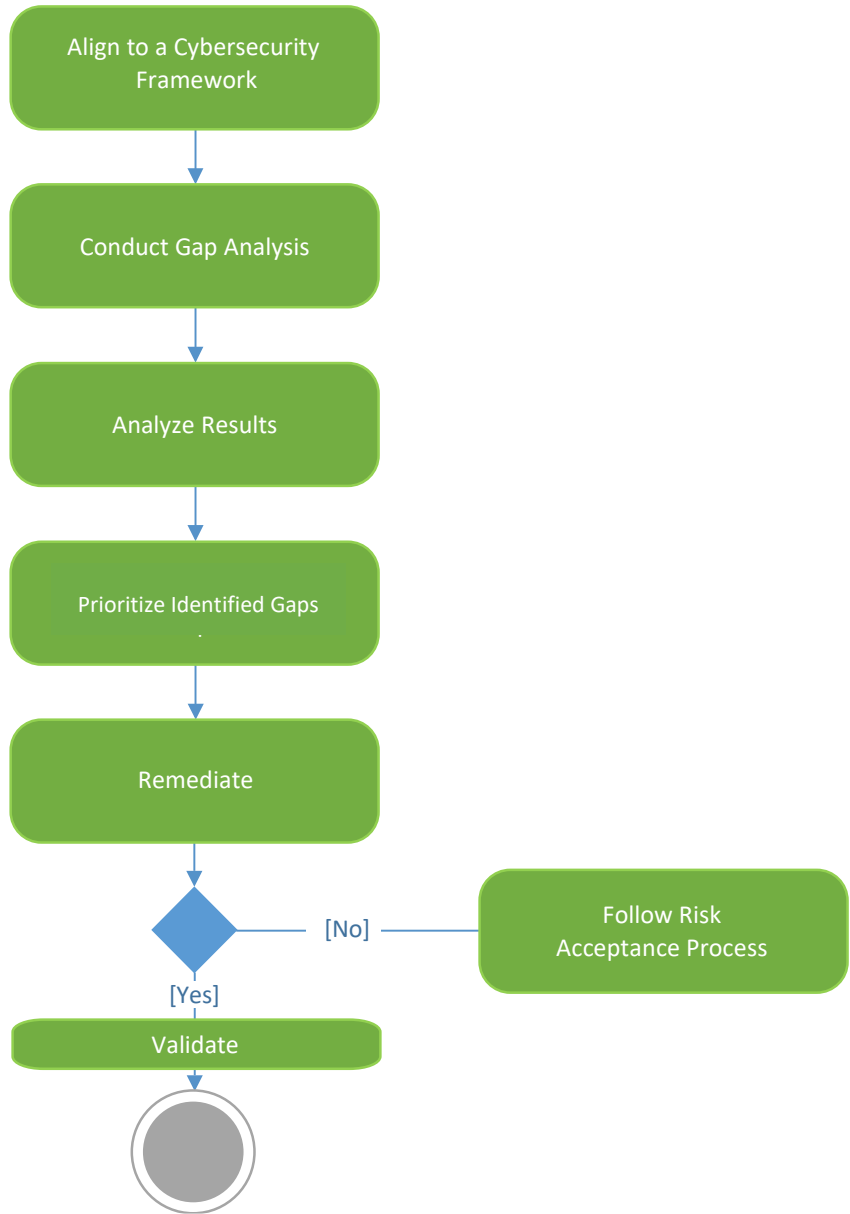 Align to a Cybersecurity
Framework
Conduct Gap Analysis
Analyze Results
Prioritize Identified Gaps
.
Remediate
[No]
Follow Risk
Acceptance Process
[Yes]
Validate